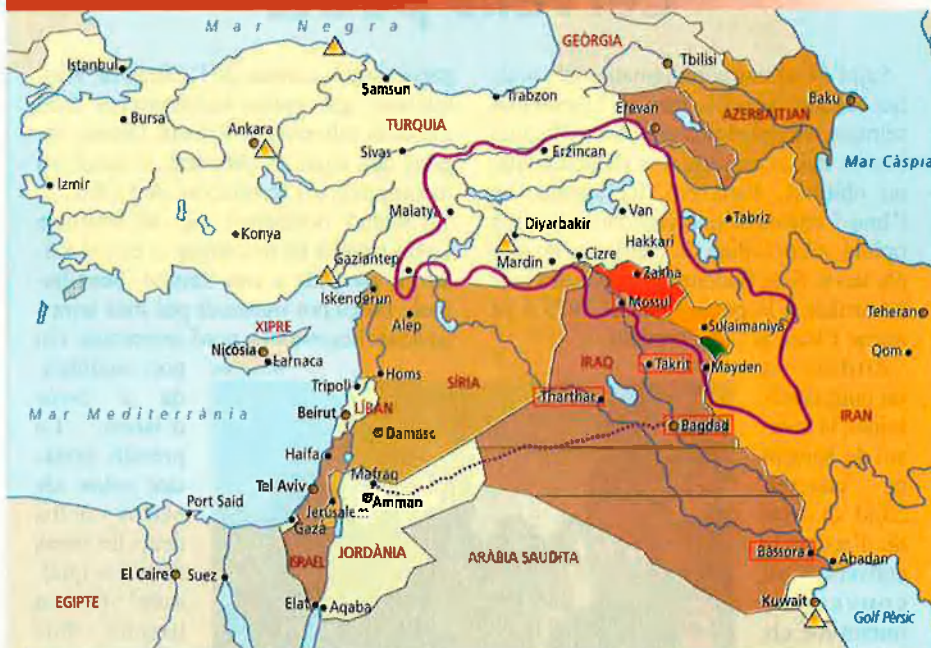 Mar Negra
GEÒRGIA
Tbilisi
Istanbul
Samsun
Trabzon
Bursa
Erevan
AZERBAITJAN
Baku
Ankara
TURQUIA
Sivas
Erzincan
Mar Càspia
Izmir
Malatya
Van
Tabriz
Konya
Diyarbakir
Hakkari
Gaziantep
Mardin
Cizre
Zakha
Iskenderun
Mossul
Teheran
Alep
Sulaimaniya
XIPRE
Nicòsia
Larnaca
Qom
Homs
SÍRIA
IRAQ
Takrit
Mayden
Trípoli
Tharthar
IRAN
Mar Mediterrània
Beirut
LÍBAN
Bagdad
Damasc
Haifa
Mafraq
Tel Aviv
Amman
Port Said
Jerusalem
Gaza
JORDÀNIA
ARÀBIA SAUDITA
Bàssora
Abadan
ISRAEL
El Caire
Suez
EGIPTE
Elat
Aqaba
Kuwait
Golf Pèrsic